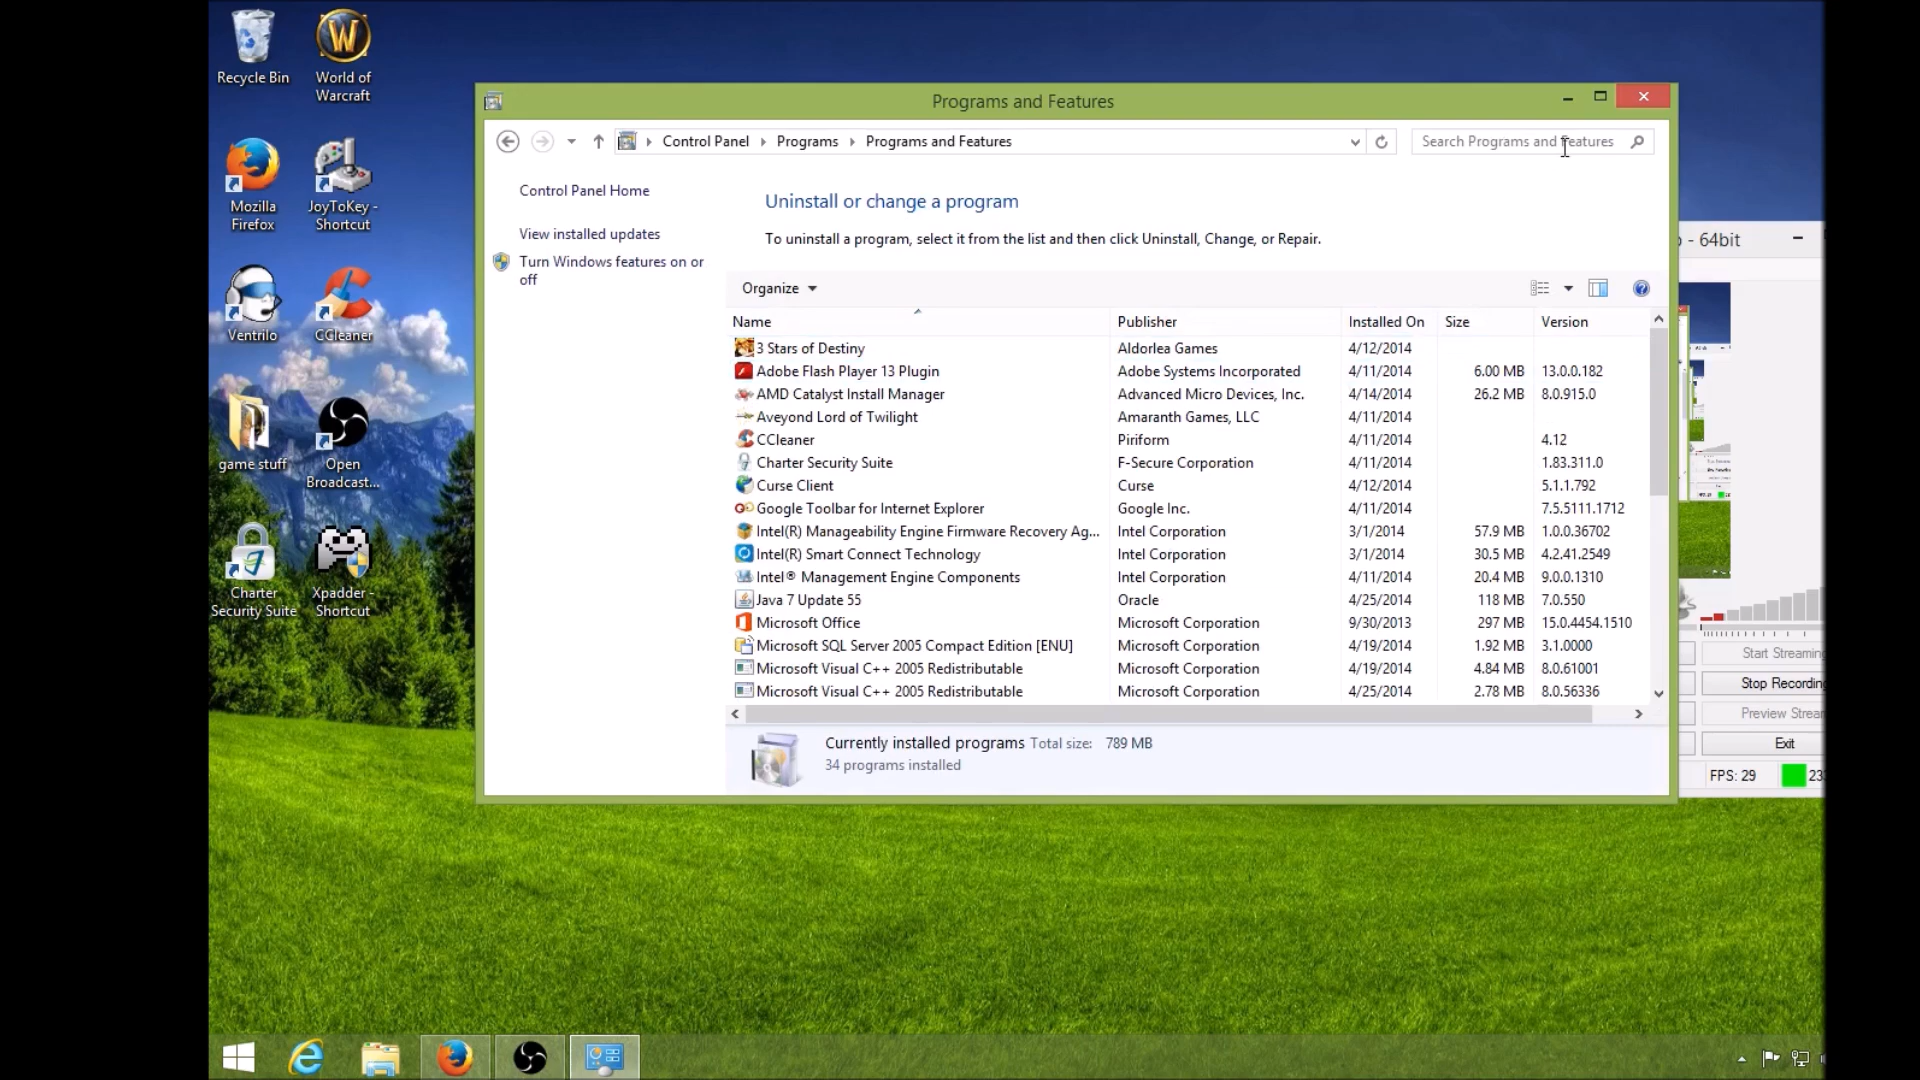 Recycle Bin
World of
Warcraft
Mozilla
Firefox
JoyToKey -
Shortcut
Ventrilo
CCleaner
game stuff
Open
Broadcast...
Charter
Security Suite
Xpadder -
Shortcut
Programs and Features
Control Panel
Programs
Programs and Features
Search Programs and Features
Control Panel Home
View installed updates
Turn Windows features on or
off
Uninstall or change a program
To uninstall a program, select it from the list and then click Uninstall, Change, or Repair.
Organize
Name Publisher Installed On Size Version
3 Stars of Destiny Aldorlea Games 4/12/2014
Adobe Flash Player 13 Plugin Adobe Systems Incorporated 4/11/2014 6.00 MB 13.0.0.182
AMD Catalyst Install Manager Advanced Micro Devices, Inc. 4/14/2014 26.2 MB 8.0.915.0
Aveyond Lord of Twilight Amaranth Games, LLC 4/11/2014
CCleaner Piriform 4/11/2014 4.12
Charter Security Suite F-Secure Corporation 4/11/2014 1.83.311.0
Curse Client Curse 4/12/2014 5.1.1.792
Google Toolbar for Internet Explorer Google Inc. 4/11/2014 7.5.5111.1712
Intel(R) Manageability Engine Firmware Recovery Ag... Intel Corporation 3/1/2014 57.9 MB 1.0.0.36702
Intel(R) Smart Connect Technology Intel Corporation 3/1/2014 30.5 MB 4.2.41.2549
Intel® Management Engine Components Intel Corporation 4/11/2014 20.4 MB 9.0.0.1310
Java 7 Update 55 Oracle 4/25/2014 118 MB 7.0.550
Microsoft Office Microsoft Corporation 9/30/2013 297 MB 15.0.4454.1510
Microsoft SQL Server 2005 Compact Edition [ENU] Microsoft Corporation 4/19/2014 1.92 MB 3.1.0000
Microsoft Visual C++ 2005 Redistributable Microsoft Corporation 4/19/2014 4.84 MB 8.0.61001
Microsoft Visual C++ 2005 Redistributable Microsoft Corporation 4/25/2014 2.78 MB 8.0.56336
Currently installed programs Total size: 789 MB
34 programs installed
- 64bit
Start Streaming
Stop Recording
Preview Strea
Exit
FPS: 29